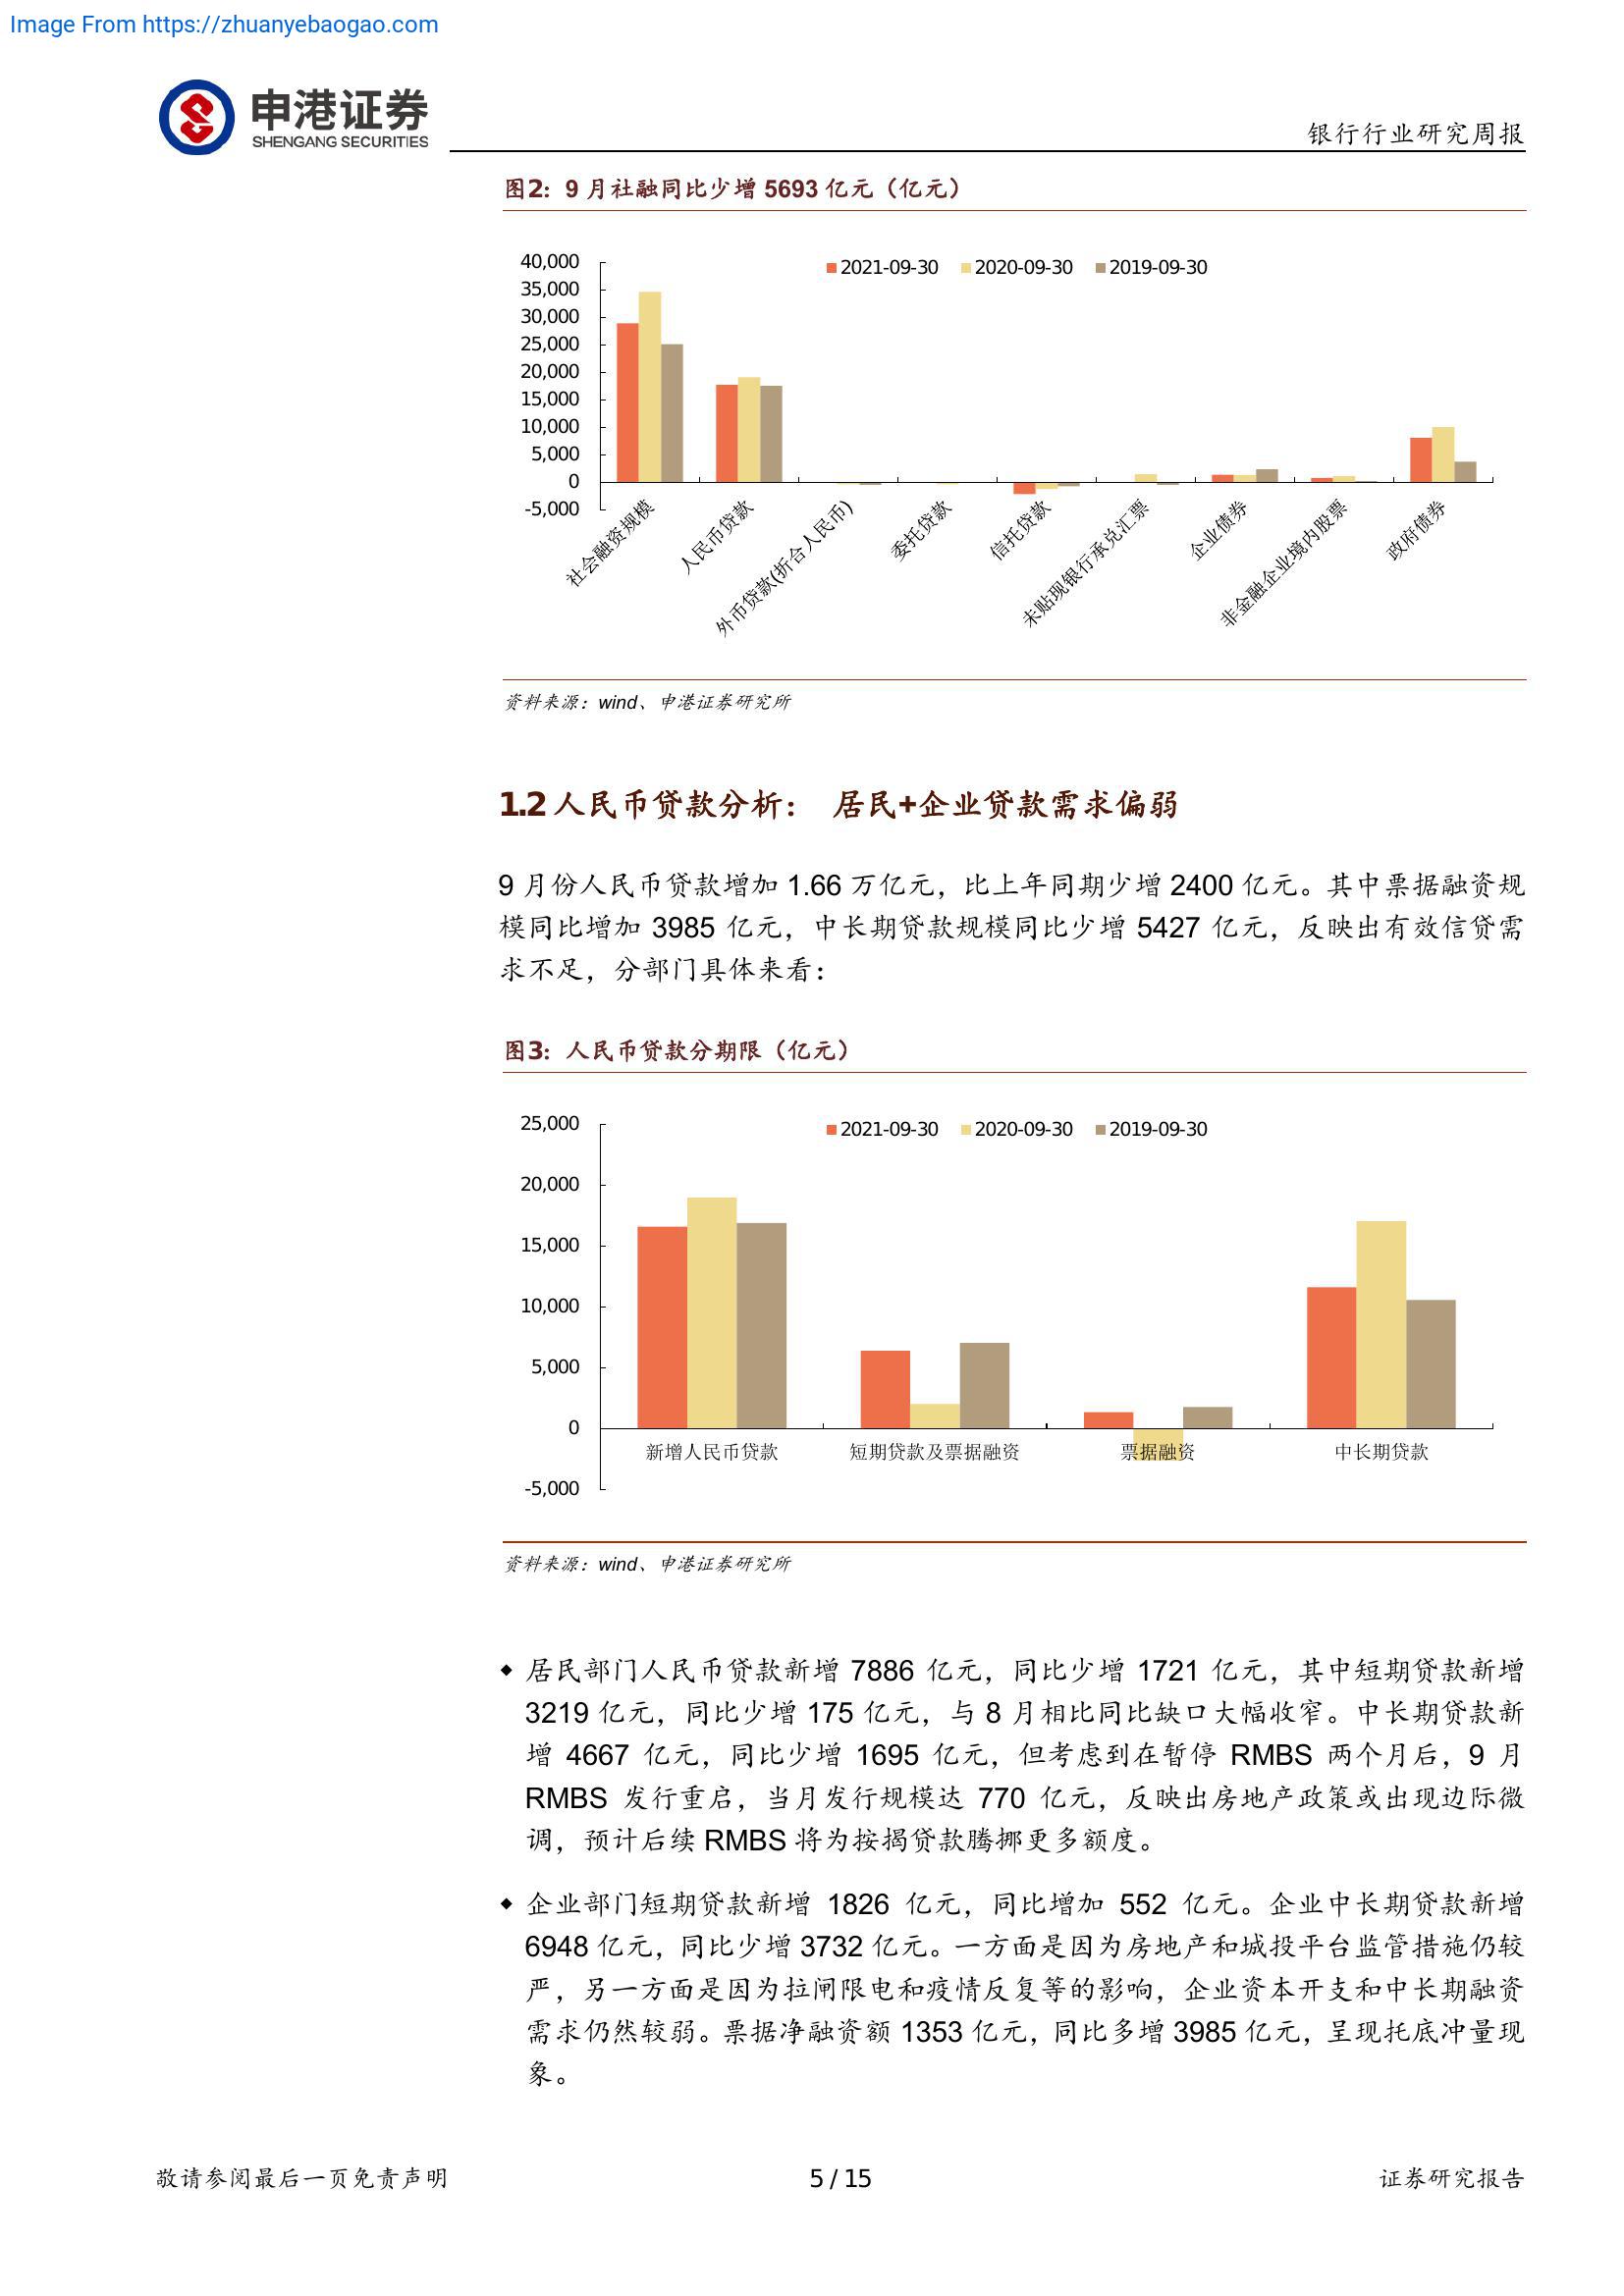 Image From https://zhuanyebaogao.com
申港证券
SHENGANG SECURITIES
银行行业研究周报
图2: 9 月社融同比少增 5693 亿元（亿元）
2021-09-30 2020-09-30 2019-09-30
40,000
35,000
30,000
25,000
20,000
15,000
10,000
5,000
0
-5,000
社会融资规模
人民币贷款
外币贷款(折合人民币)
委托贷款
信托贷款
未贴现银行承兑汇票
企业债券
非金融企业境内股票
政府债券
资料来源：wind、申港证券研究所
1.2 人民币贷款分析： 居民+企业贷款需求偏弱
9 月份人民币贷款增加 1.66 万亿元，比上年同期少增 2400 亿元。其中票据融资规
模同比增加 3985 亿元，中长期贷款规模同比少增 5427 亿元，反映出有效信贷需
求不足，分部门具体来看：
图3: 人民币贷款分期限（亿元）
2021-09-30 2020-09-30 2019-09-30
25,000
20,000
15,000
10,000
5,000
0
-5,000
新增人民币贷款 短期贷款及票据融资 票据融资 中长期贷款
资料来源：wind、申港证券研究所
◆ 居民部门人民币贷款新增 7886 亿元，同比少增 1721 亿元，其中短期贷款新增
3219 亿元，同比少增 175 亿元，与 8 月相比同比缺口大幅收窄。中长期贷款新
增 4667 亿元，同比少增 1695 亿元，但考虑到在暂停 RMBS 两个月后，9 月
RMBS 发行重启，当月发行规模达 770 亿元，反映出房地产政策或出现边际微
调，预计后续 RMBS 将为按揭贷款腾挪更多额度。
◆ 企业部门短期贷款新增 1826 亿元，同比增加 552 亿元。企业中长期贷款新增
6948 亿元，同比少增 3732 亿元。一方面是因为房地产和城投平台监管措施仍较
严，另一方面是因为拉闸限电和疫情反复等的影响，企业资本开支和中长期融资
需求仍然较弱。票据净融资额 1353 亿元，同比多增 3985 亿元，呈现托底冲量现
象。
敬请参阅最后一页免责声明 5 / 15 证券研究报告